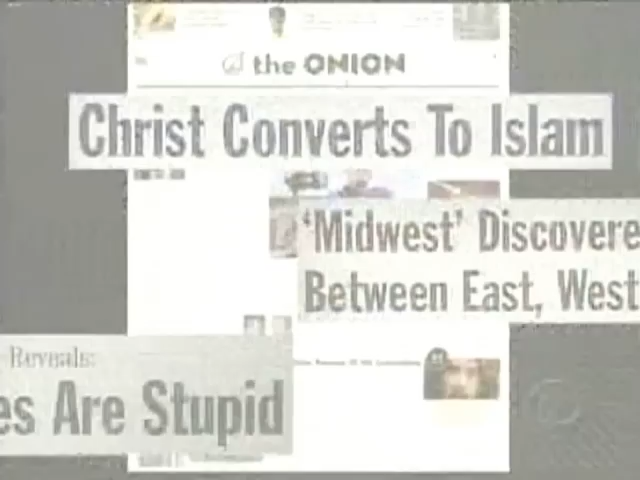 the ONION
Christ Converts To Islam
'Midwest' Discovere
Between East, West
Reveals:
es Are Stupid